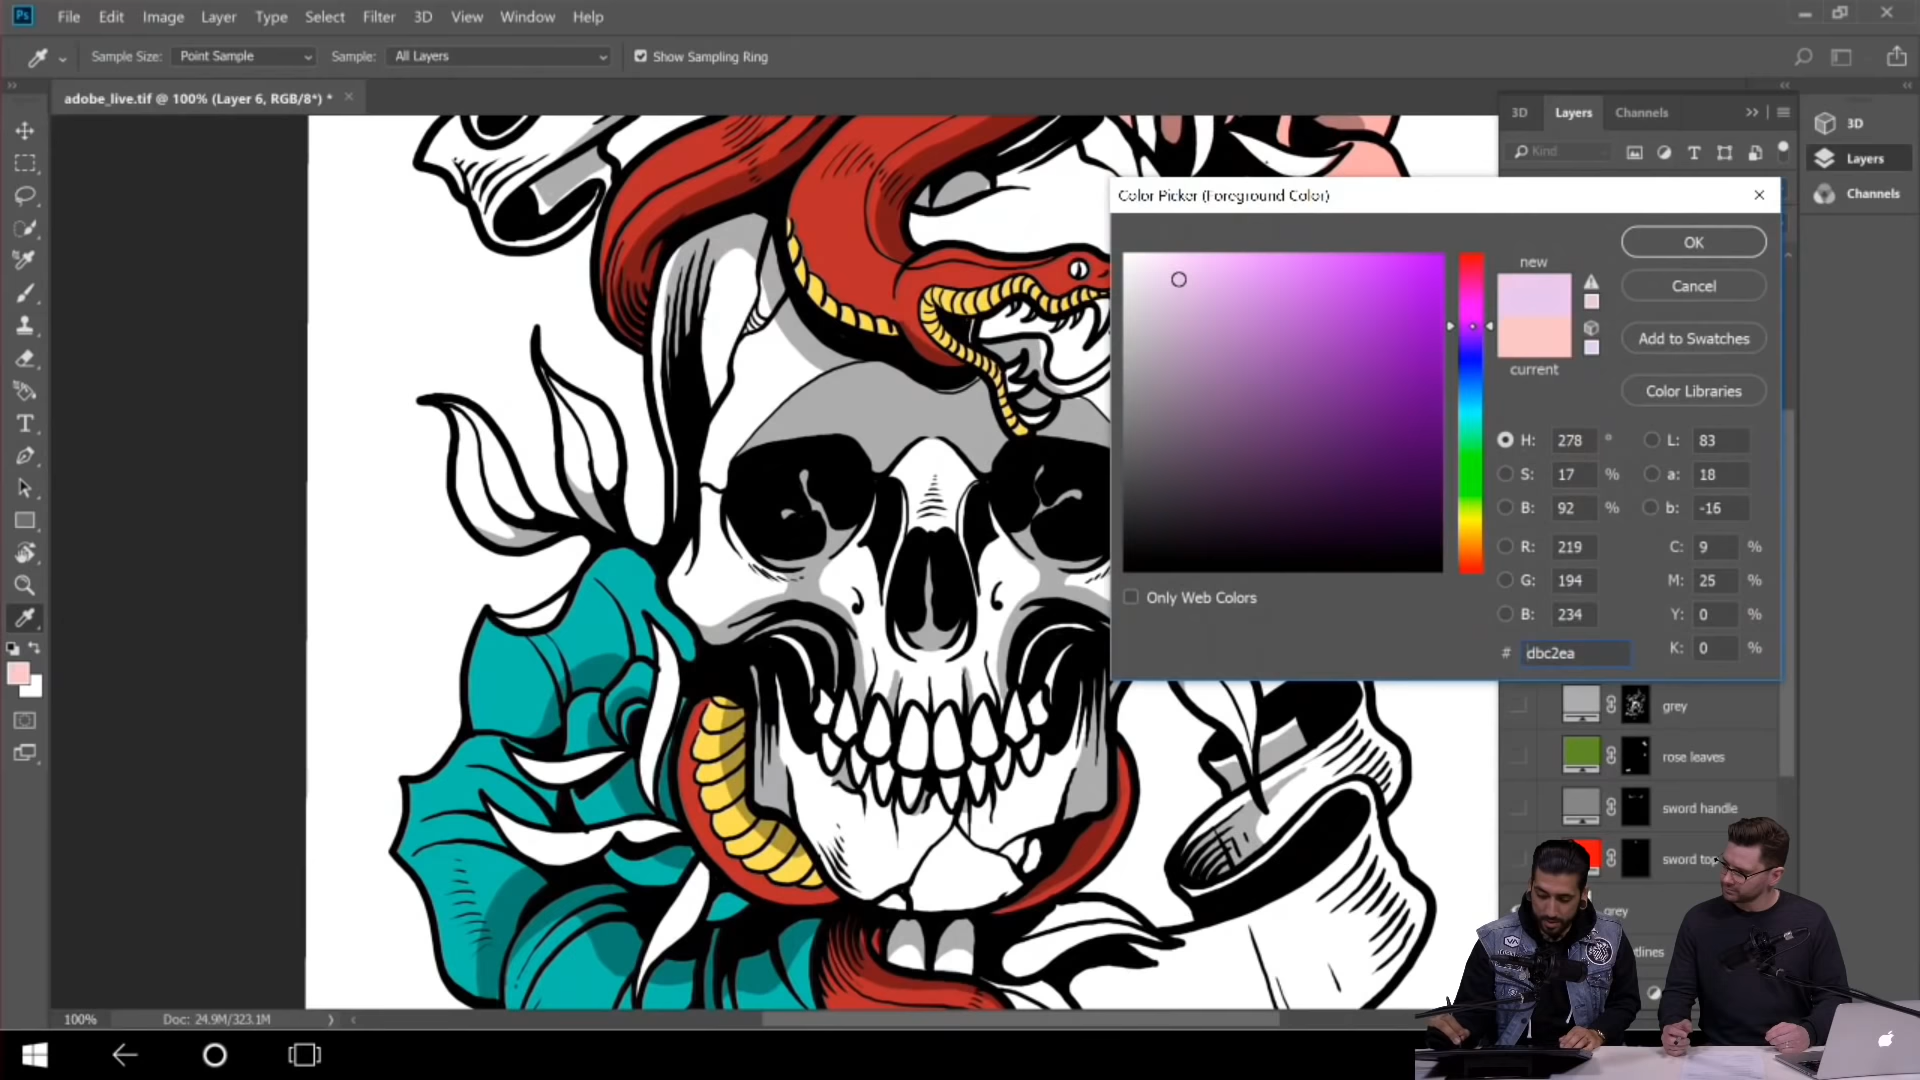 Ps File Edit Image Layer Type Select Filter 3D View Window Help
Sample Size: Point Sample Sample: All Layers Show Sampling Ring
adobe_live.tif @ 100% (Layer 6, RGB/8*) *
3D Layers Channels
Kind
3D
Layers
Channels
Color Picker (Foreground Color)
new
current
OK
Cancel
Add to Swatches
Color Libraries
H: 278 ° L: 83
S: 17 % a: 18
B: 92 % b: -16
R: 219 C: 9 %
G: 194 M: 25 %
B: 234 Y: 0 %
# dbc2ea K: 0 %
Only Web Colors
grey
rose leaves
sword handle
sword top
grey
tlines
100% Doc: 24.9M/323.1M